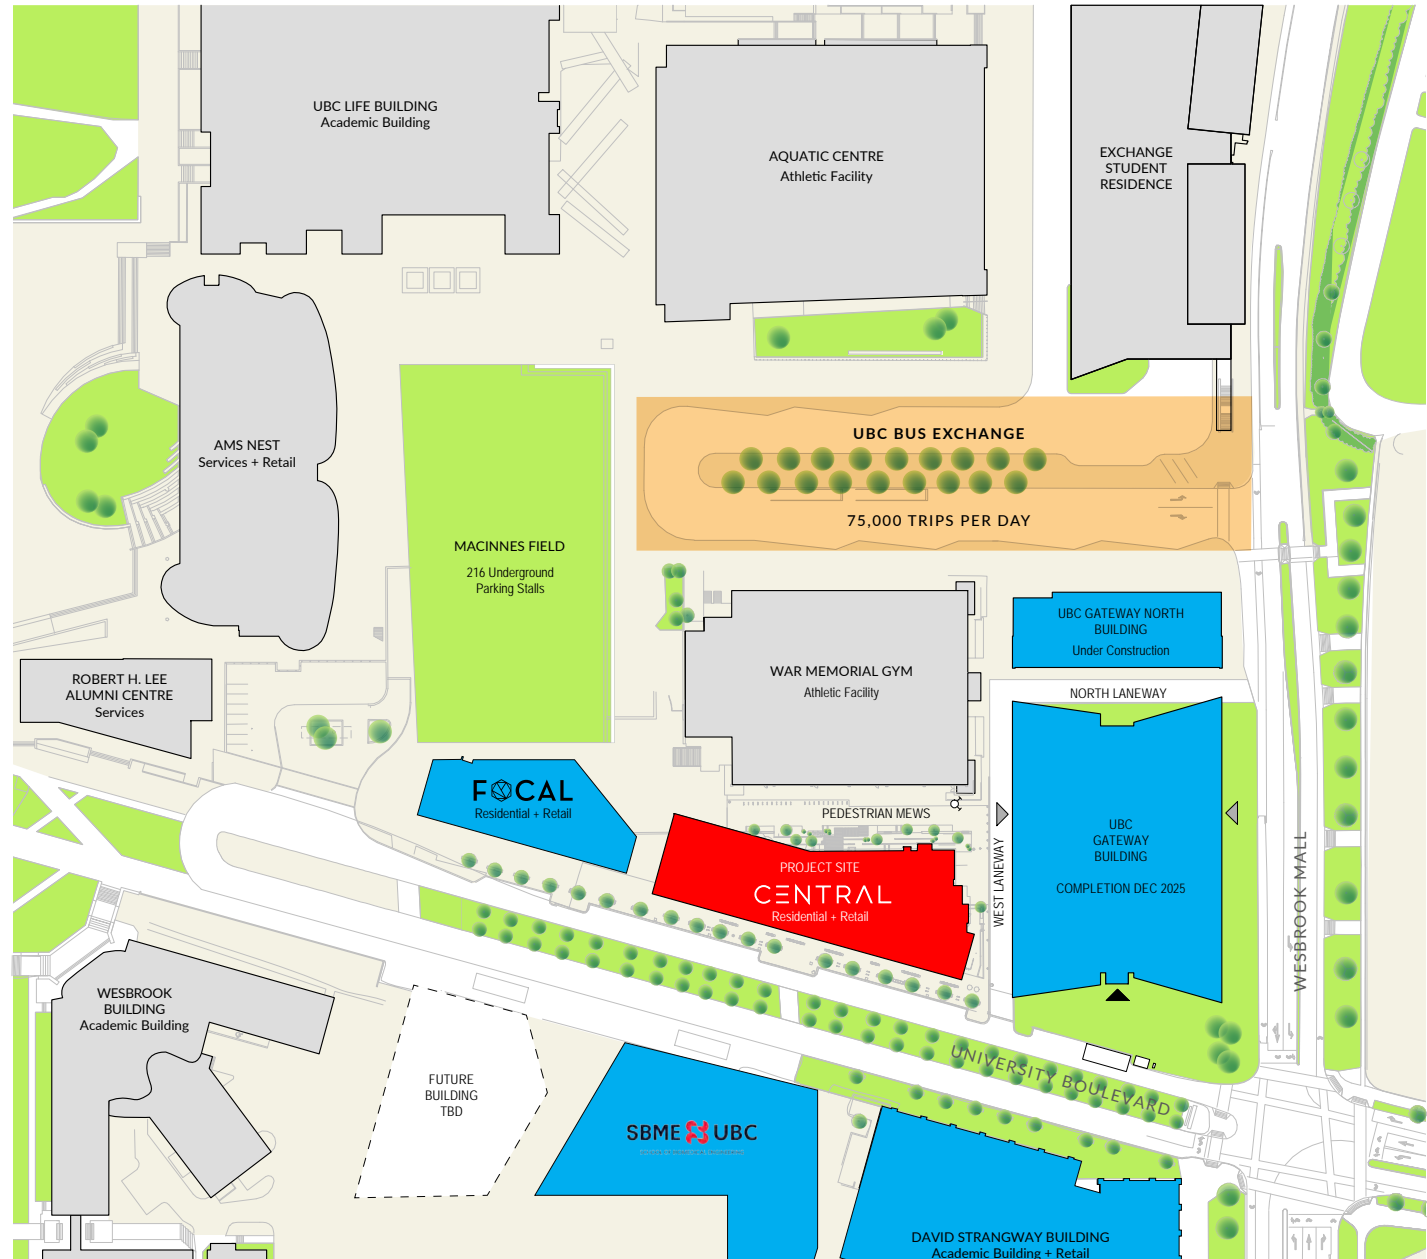 UBC LIFE BUILDING
Academic Building
AQUATIC CENTRE
Athletic Facility
EXCHANGE
STUDENT
RESIDENCE
AMS NEST
Services + Retail
UBC BUS EXCHANGE
75,000 TRIPS PER DAY
MACINNES FIELD
216 Underground
Parking Stalls
UBC GATEWAY NORTH
BUILDING
Under Construction
ROBERT H. LEE
ALUMNI CENTRE
Services
WAR MEMORIAL GYM
Athletic Facility
NORTH LANEWAY
FOCAL
Residential + Retail
PEDESTRIAN MEWS
PROJECT SITE
CENTRAL
Residential + Retail
WEST LANEWAY
UBC
GATEWAY
BUILDING
COMPLETION DEC 2025
WESBROOK MALL
WESBROOK
BUILDING
Academic Building
FUTURE
BUILDING
TBD
UNIVERSITY BOULEVARD
SBME UBC
DAVID STRANGWAY BUILDING
Academic Building + Retail